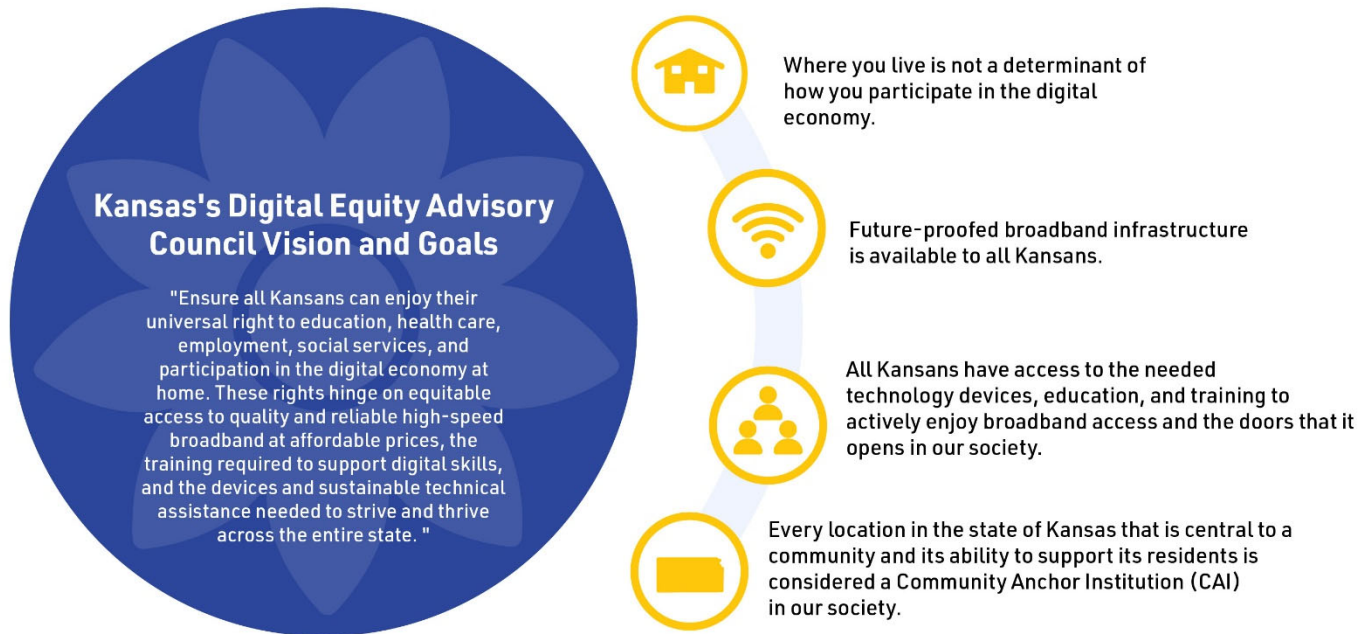 Kansas's Digital Equity Advisory
Council Vision and Goals
"Ensure all Kansans can enjoy their
universal right to education, health care,
employment, social services, and
participation in the digital economy at
home. These rights hinge on equitable
access to quality and reliable high-speed
broadband at affordable prices, the
training required to support digital skills,
and the devices and sustainable technical
assistance needed to strive and thrive
across the entire state. "
Where you live is not a determinant of
how you participate in the digital
economy.
Future-proofed broadband infrastructure
is available to all Kansans.
All Kansans have access to the needed
technology devices, education, and training to
actively enjoy broadband access and the doors that it
opens in our society.
Every location in the state of Kansas that is central to a
community and its ability to support its residents is
considered a Community Anchor Institution (CAI)
in our society.